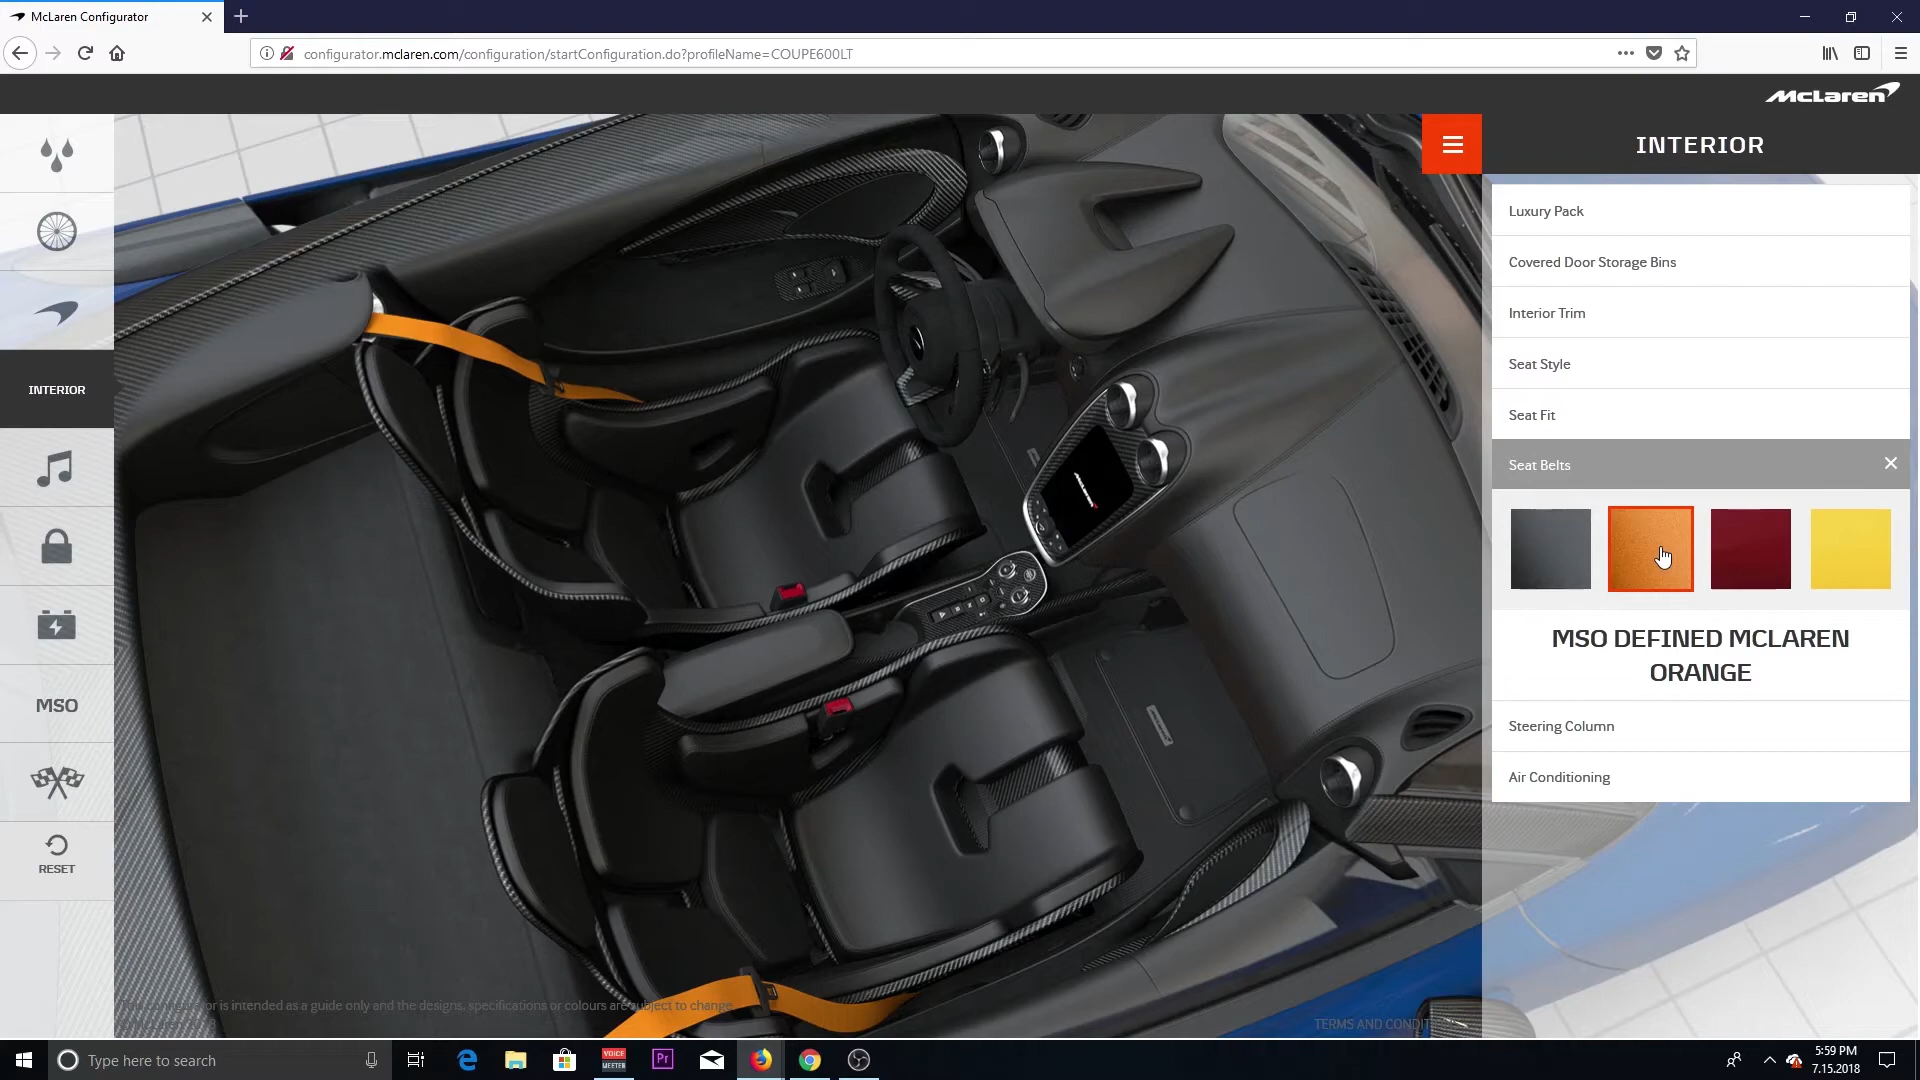 McLaren Configurator
configurator.mclaren.com/configuration/startConfiguration.do?profileName=COUPE600LT
McLaren
INTERIOR
Luxury Pack
Covered Door Storage Bins
Interior Trim
Seat Style
Seat Fit
Seat Belts
MSO DEFINED MCLAREN
ORANGE
Steering Column
Air Conditioning
INTERIOR
MSO
RESET
is intended as a guide only and the designs, specifications or colours are subject to change
TERMS AND
Type here to search
VOICE
MEETER
Pr
5:59 PM
7.15.2018